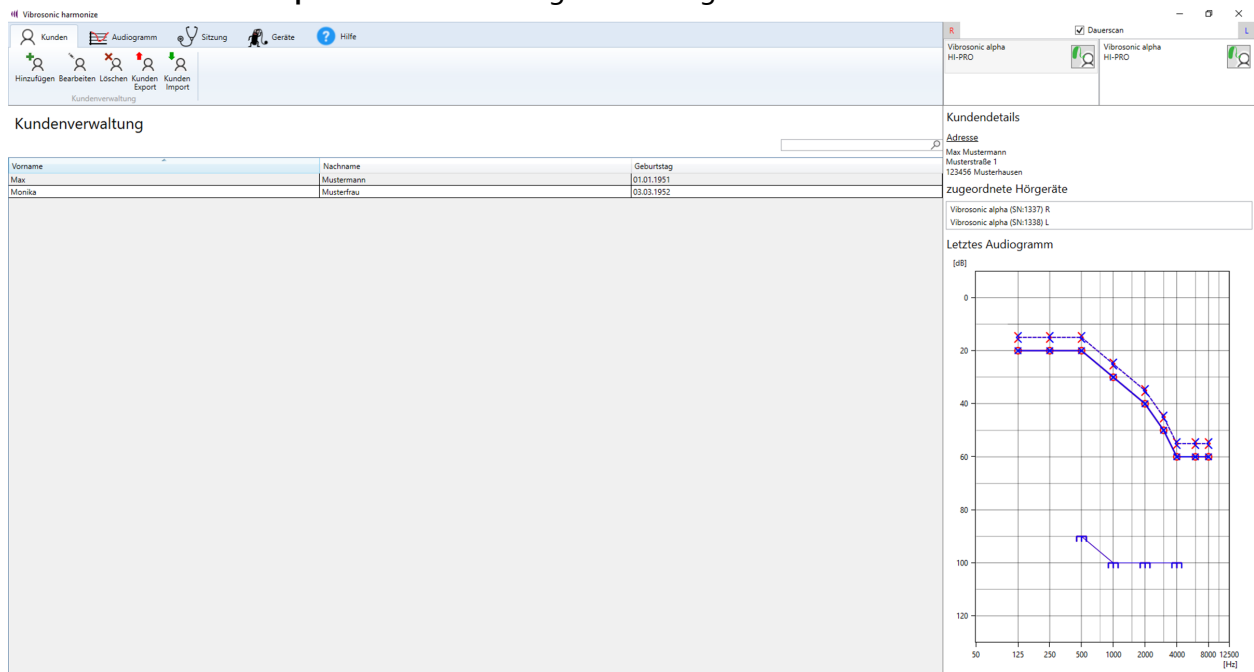 Vibrosonic harmonize
Kunden Audiogramm Sitzung Geräte Hilfe
Hinzufügen Bearbeiten Löschen Kunden Export Kunden Import
Kundenverwaltung
R Dauerscan L
Vibrosonic alpha
HI-PRO
Vibrosonic alpha
HI-PRO
Kundenverwaltung
Vorname Nachname Geburtstag
Max Mustermann 01.01.1951
Monika Musterfrau 03.03.1952
Kundendetails
Adresse
Max Mustermann
Musterstraße 1
123456 Musterhausen
zugeordnete Hörgeräte
Vibrosonic alpha (SN:1337) R
Vibrosonic alpha (SN:1338) L
Letztes Audiogramm
[dB]
0
20
40
60
80
100
120
50 125 250 500 1000 2000 4000 8000 12500
[Hz]